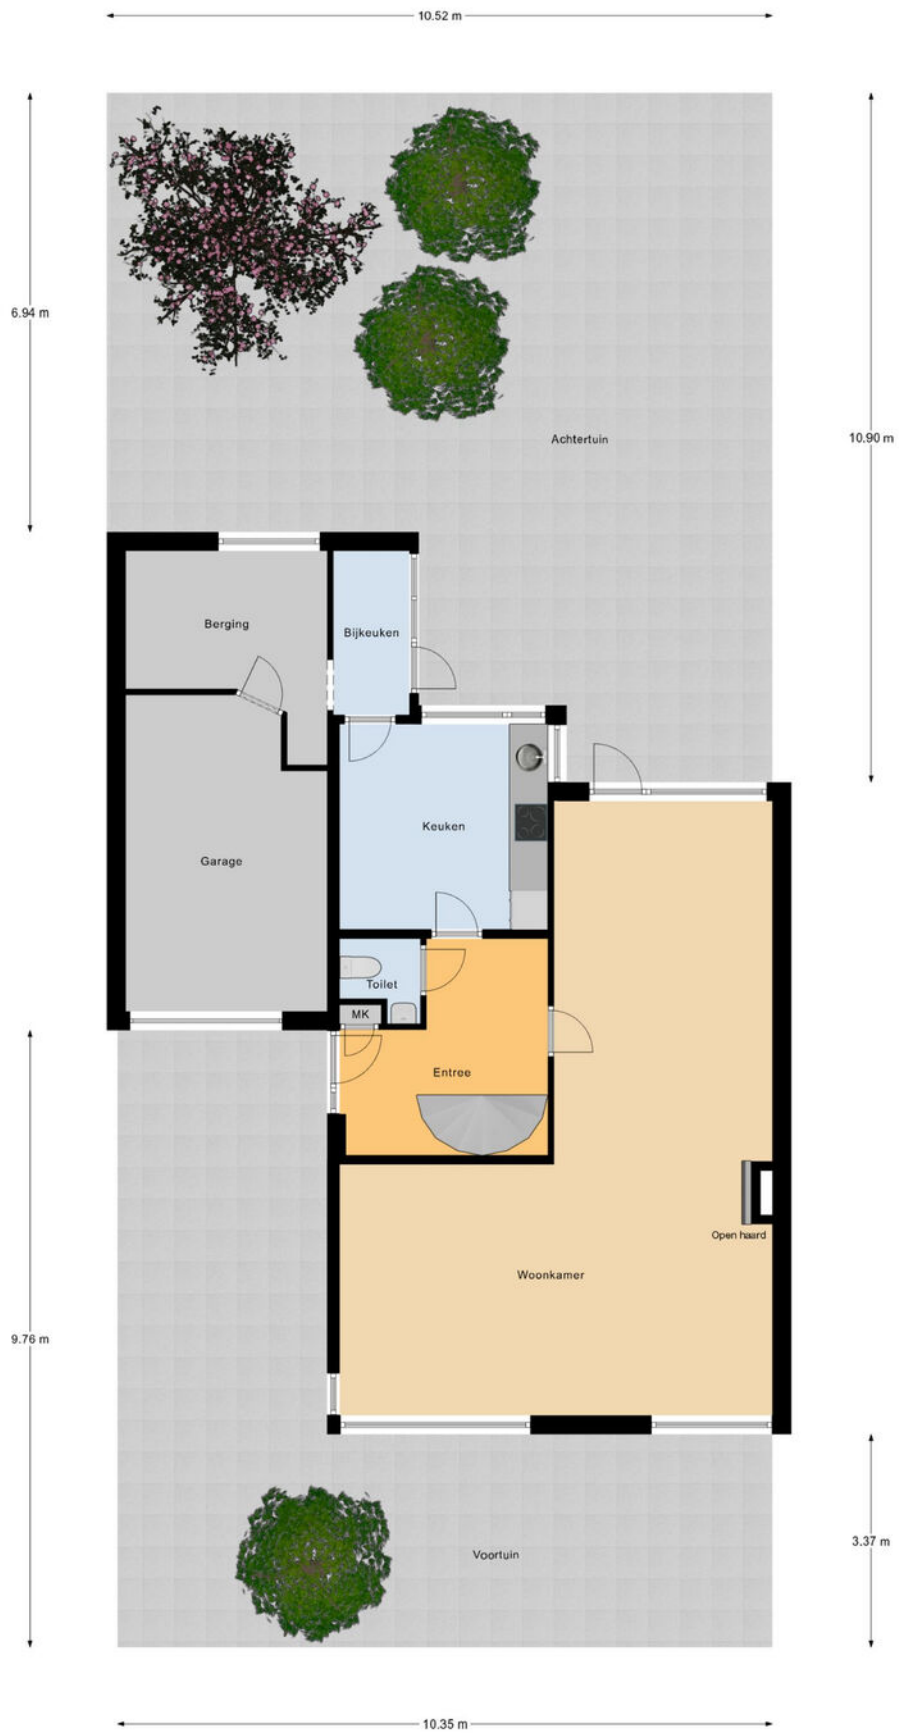 10.52 m
6.94 m
10.90 m
Achtertuin
Berging
Bijkeuken
Keuken
Garage
Toilet
MK
Entree
Open haard
Woonkamer
9.76 m
3.37 m
Voortuin
10.35 m